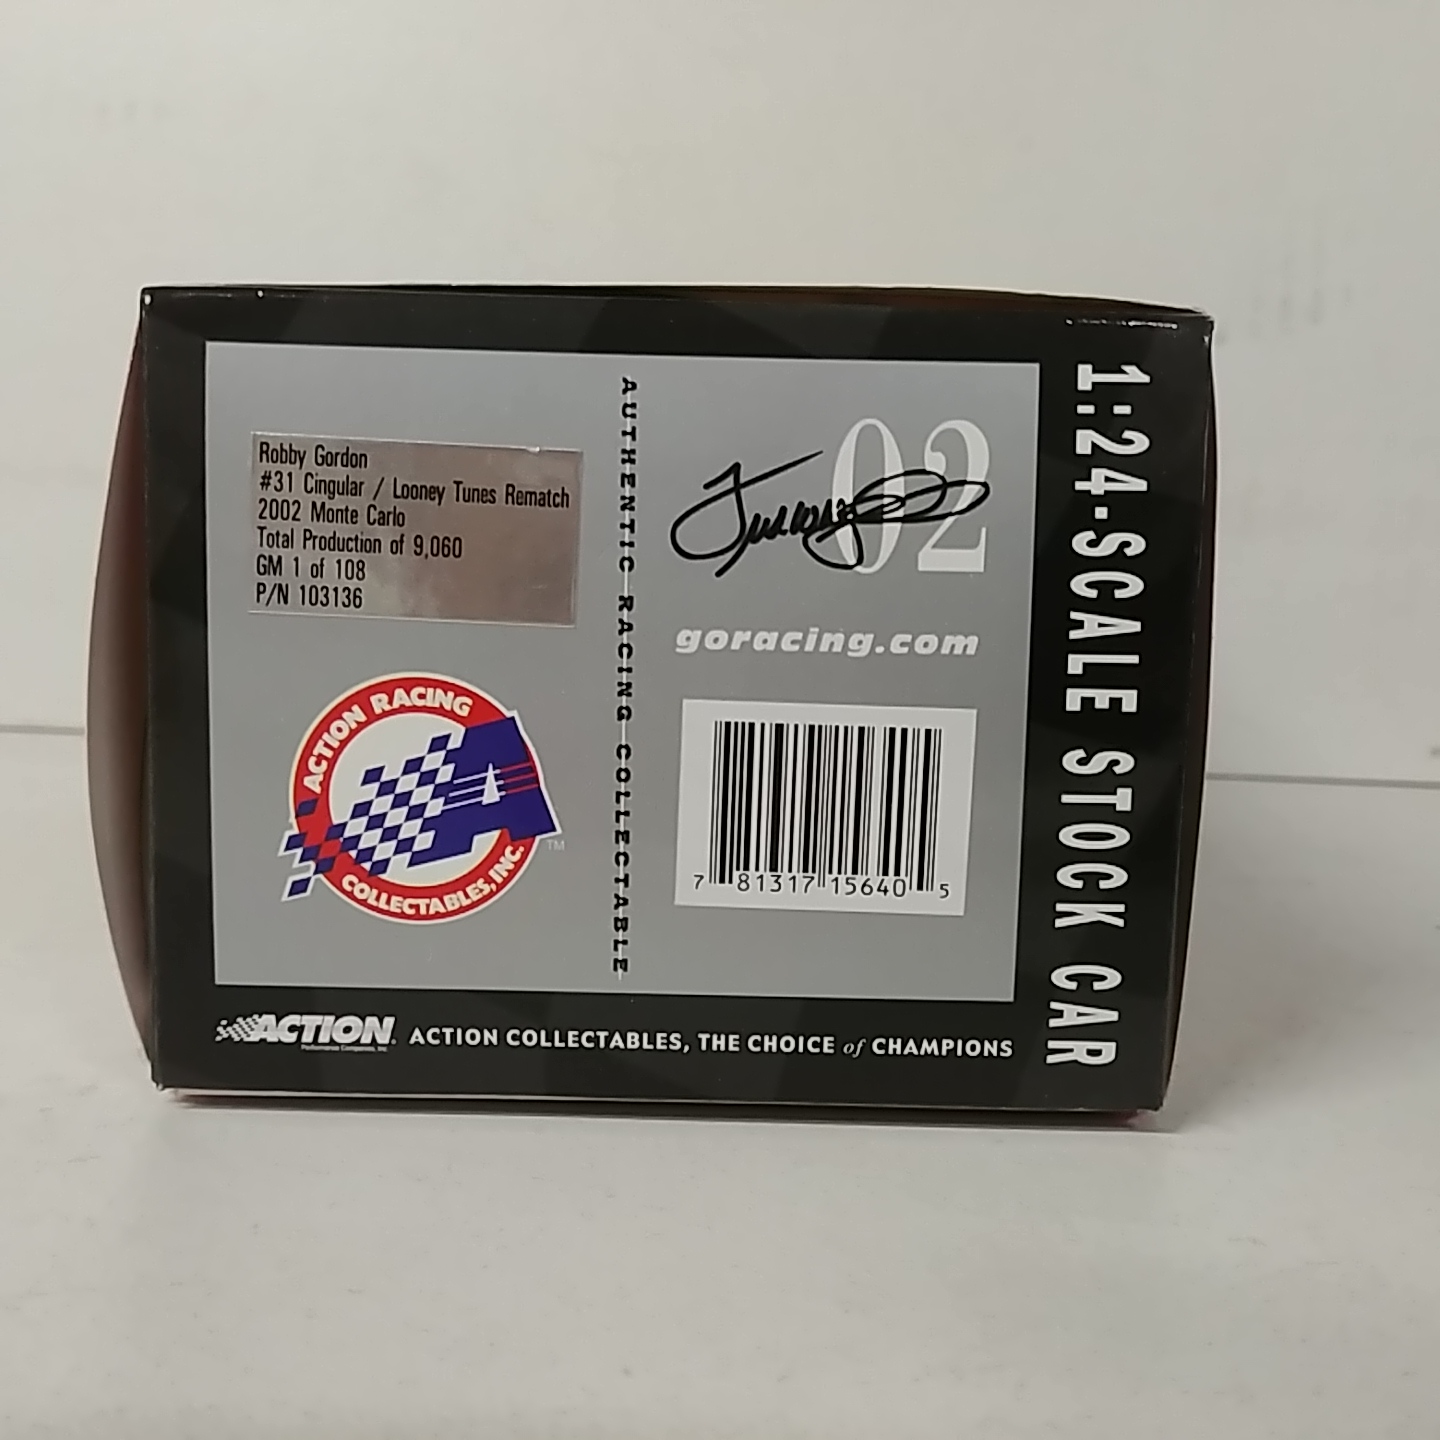 Robby Gordon
#31 Cingular / Looney Tunes Rematch
2002 Monte Carlo
Total Production of 9,060
GM 1 of 108
P/N 103136
ACTION RACING
COLLECTABLES, INC.
TM
AUTHENTIC RACING COLLECTABLE
02
goracing.com
7 81317 15640 5
1:24-SCALE STOCK CAR
ACTION
ACTION COLLECTABLES, THE CHOICE of CHAMPIONS